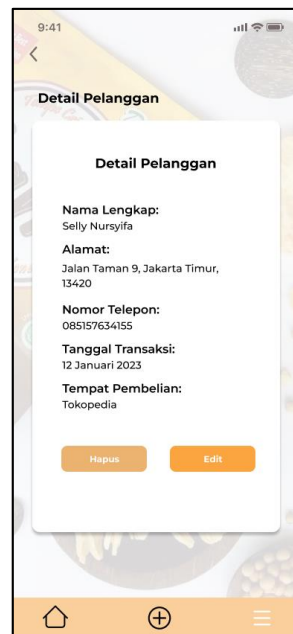 9:41
Detail Pelanggan
Detail Pelanggan
Nama Lengkap:
Selly Nursyifa
Alamat:
Jalan Taman 9, Jakarta Timur,
13420
Nomor Telepon:
085157634155
Tanggal Transaksi:
12 Januari 2023
Tempat Pembelian:
Tokopedia
Hapus
Edit